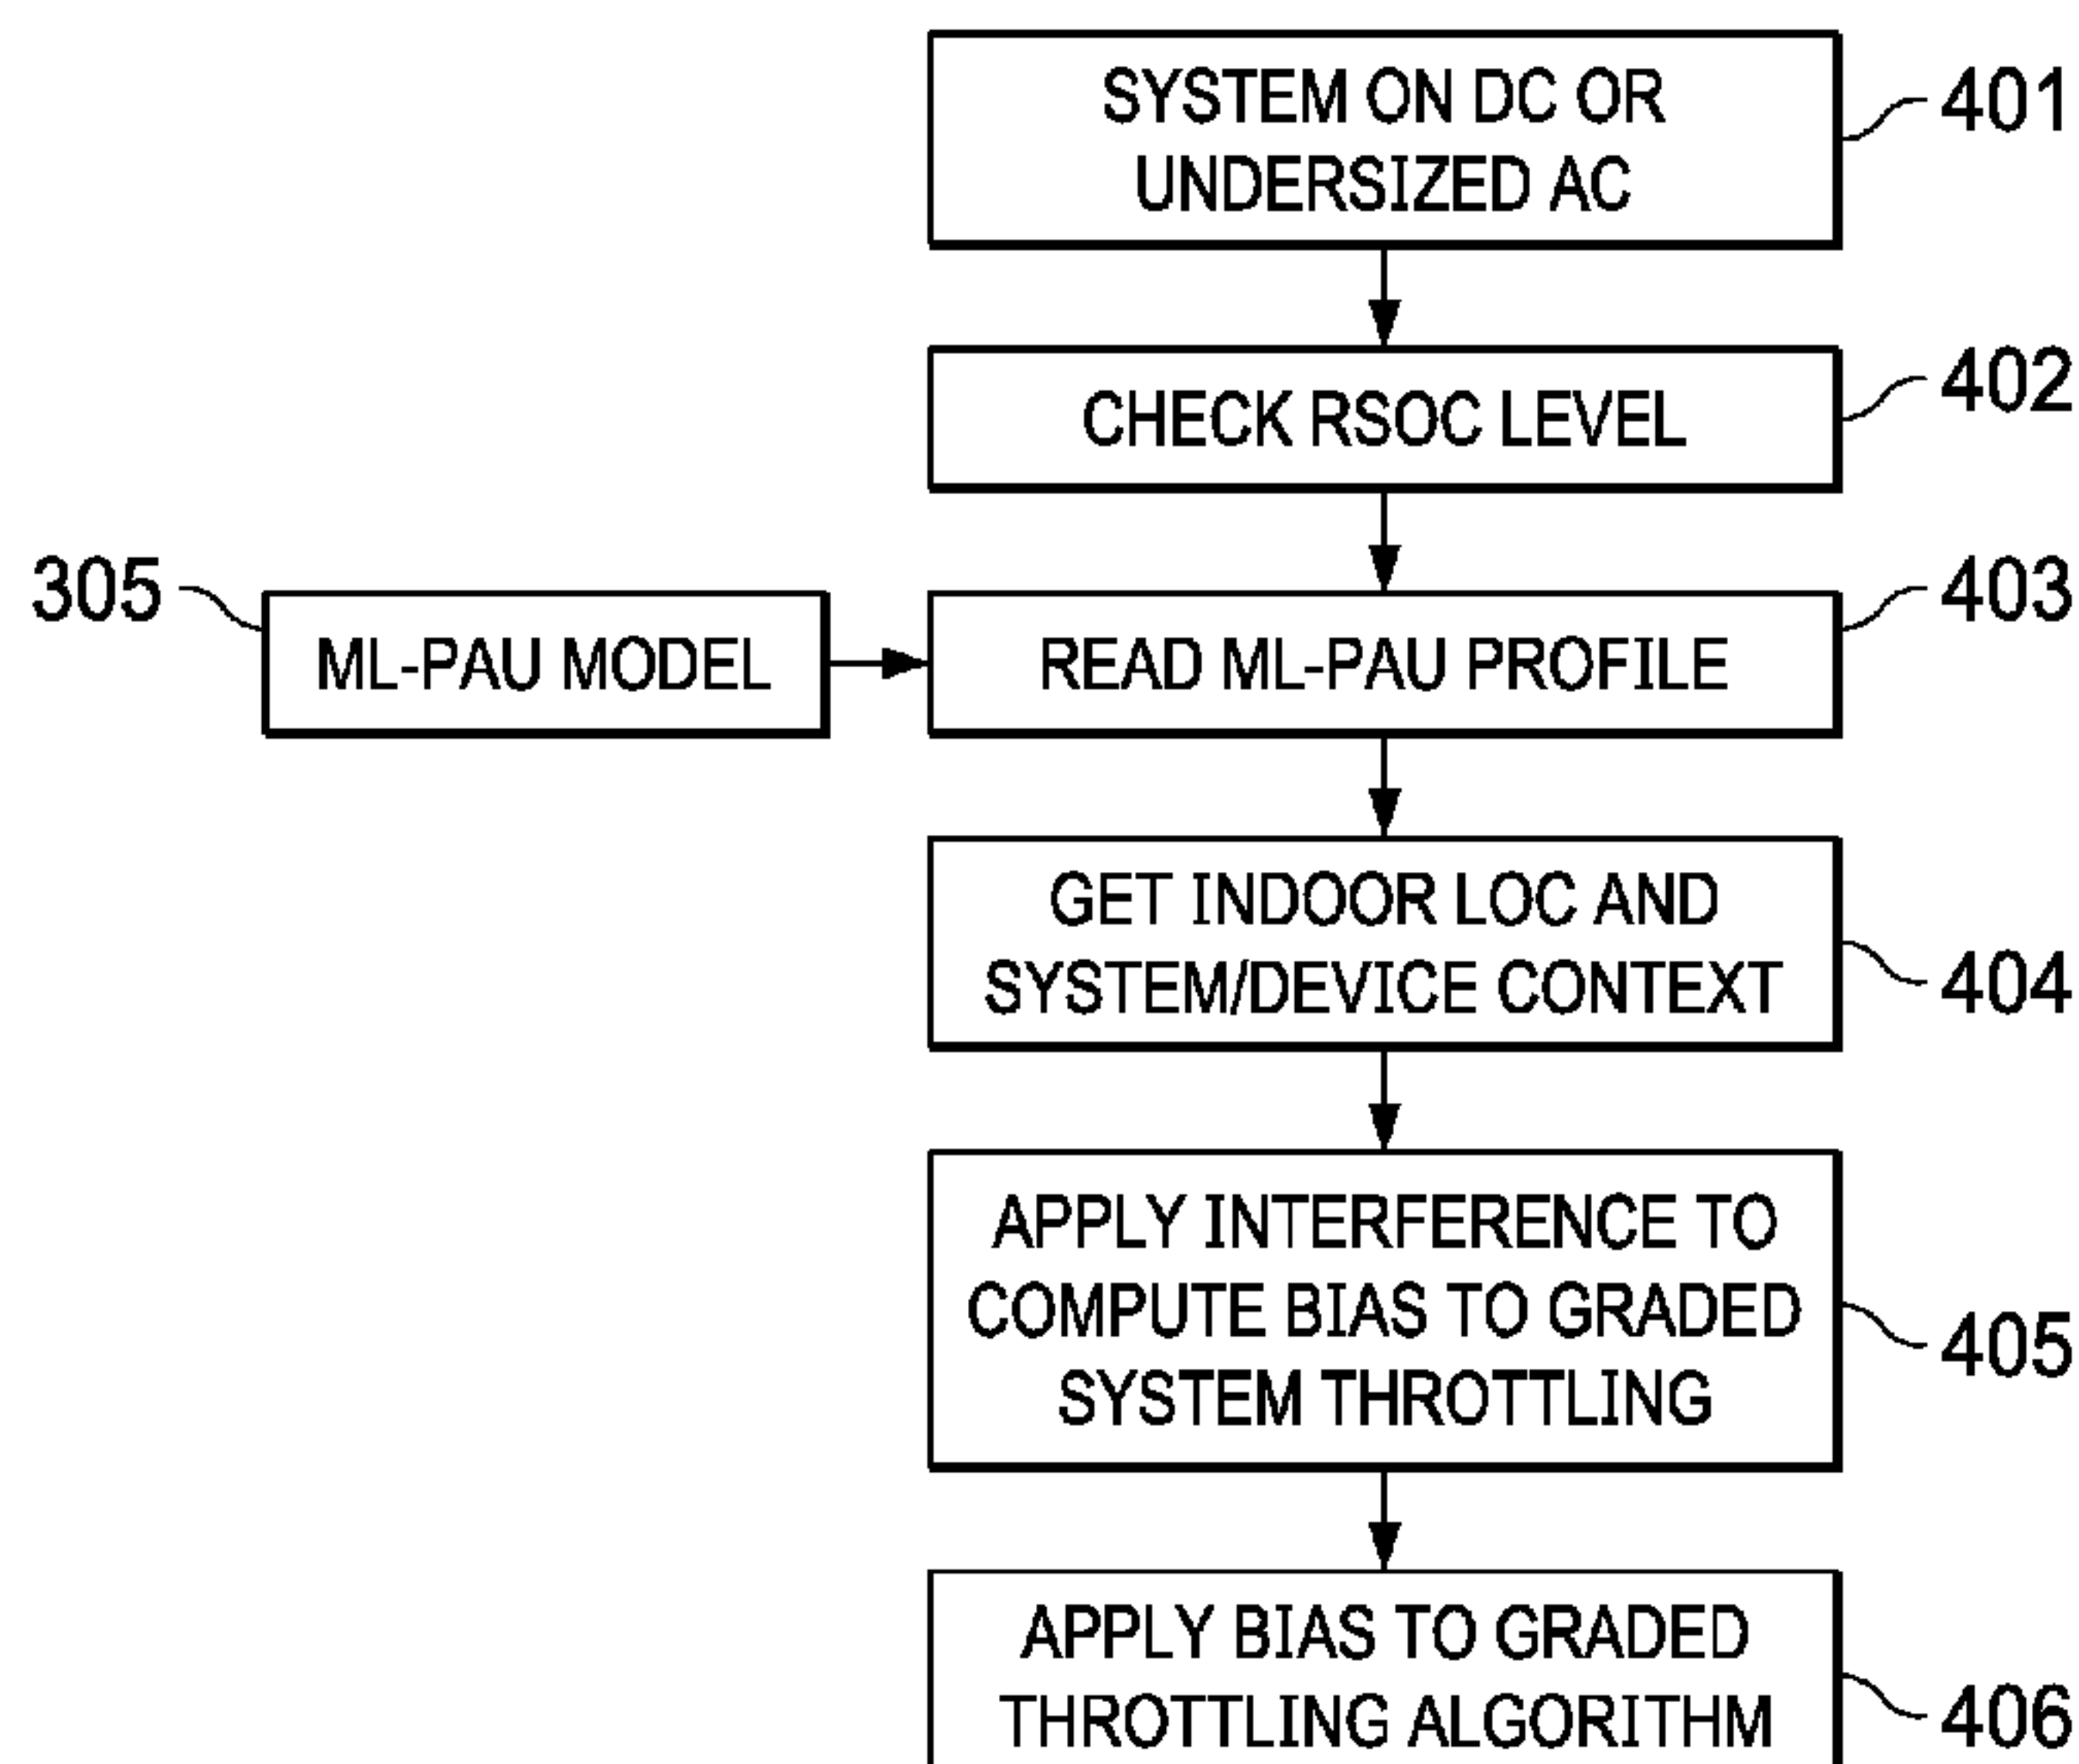 SYSTEM ON DC OR
UNDERSIZED AC
401
CHECK RSOC LEVEL
402
305
ML-PAU MODEL
READ ML-PAU PROFILE
403
GET INDOOR LOC AND
SYSTEM/DEVICE CONTEXT
404
APPLY INTERFERENCE TO
COMPUTE BIAS TO GRADED
SYSTEM THROTTLING
405
APPLY BIAS TO GRADED
THROTTLING ALGORITHM
406